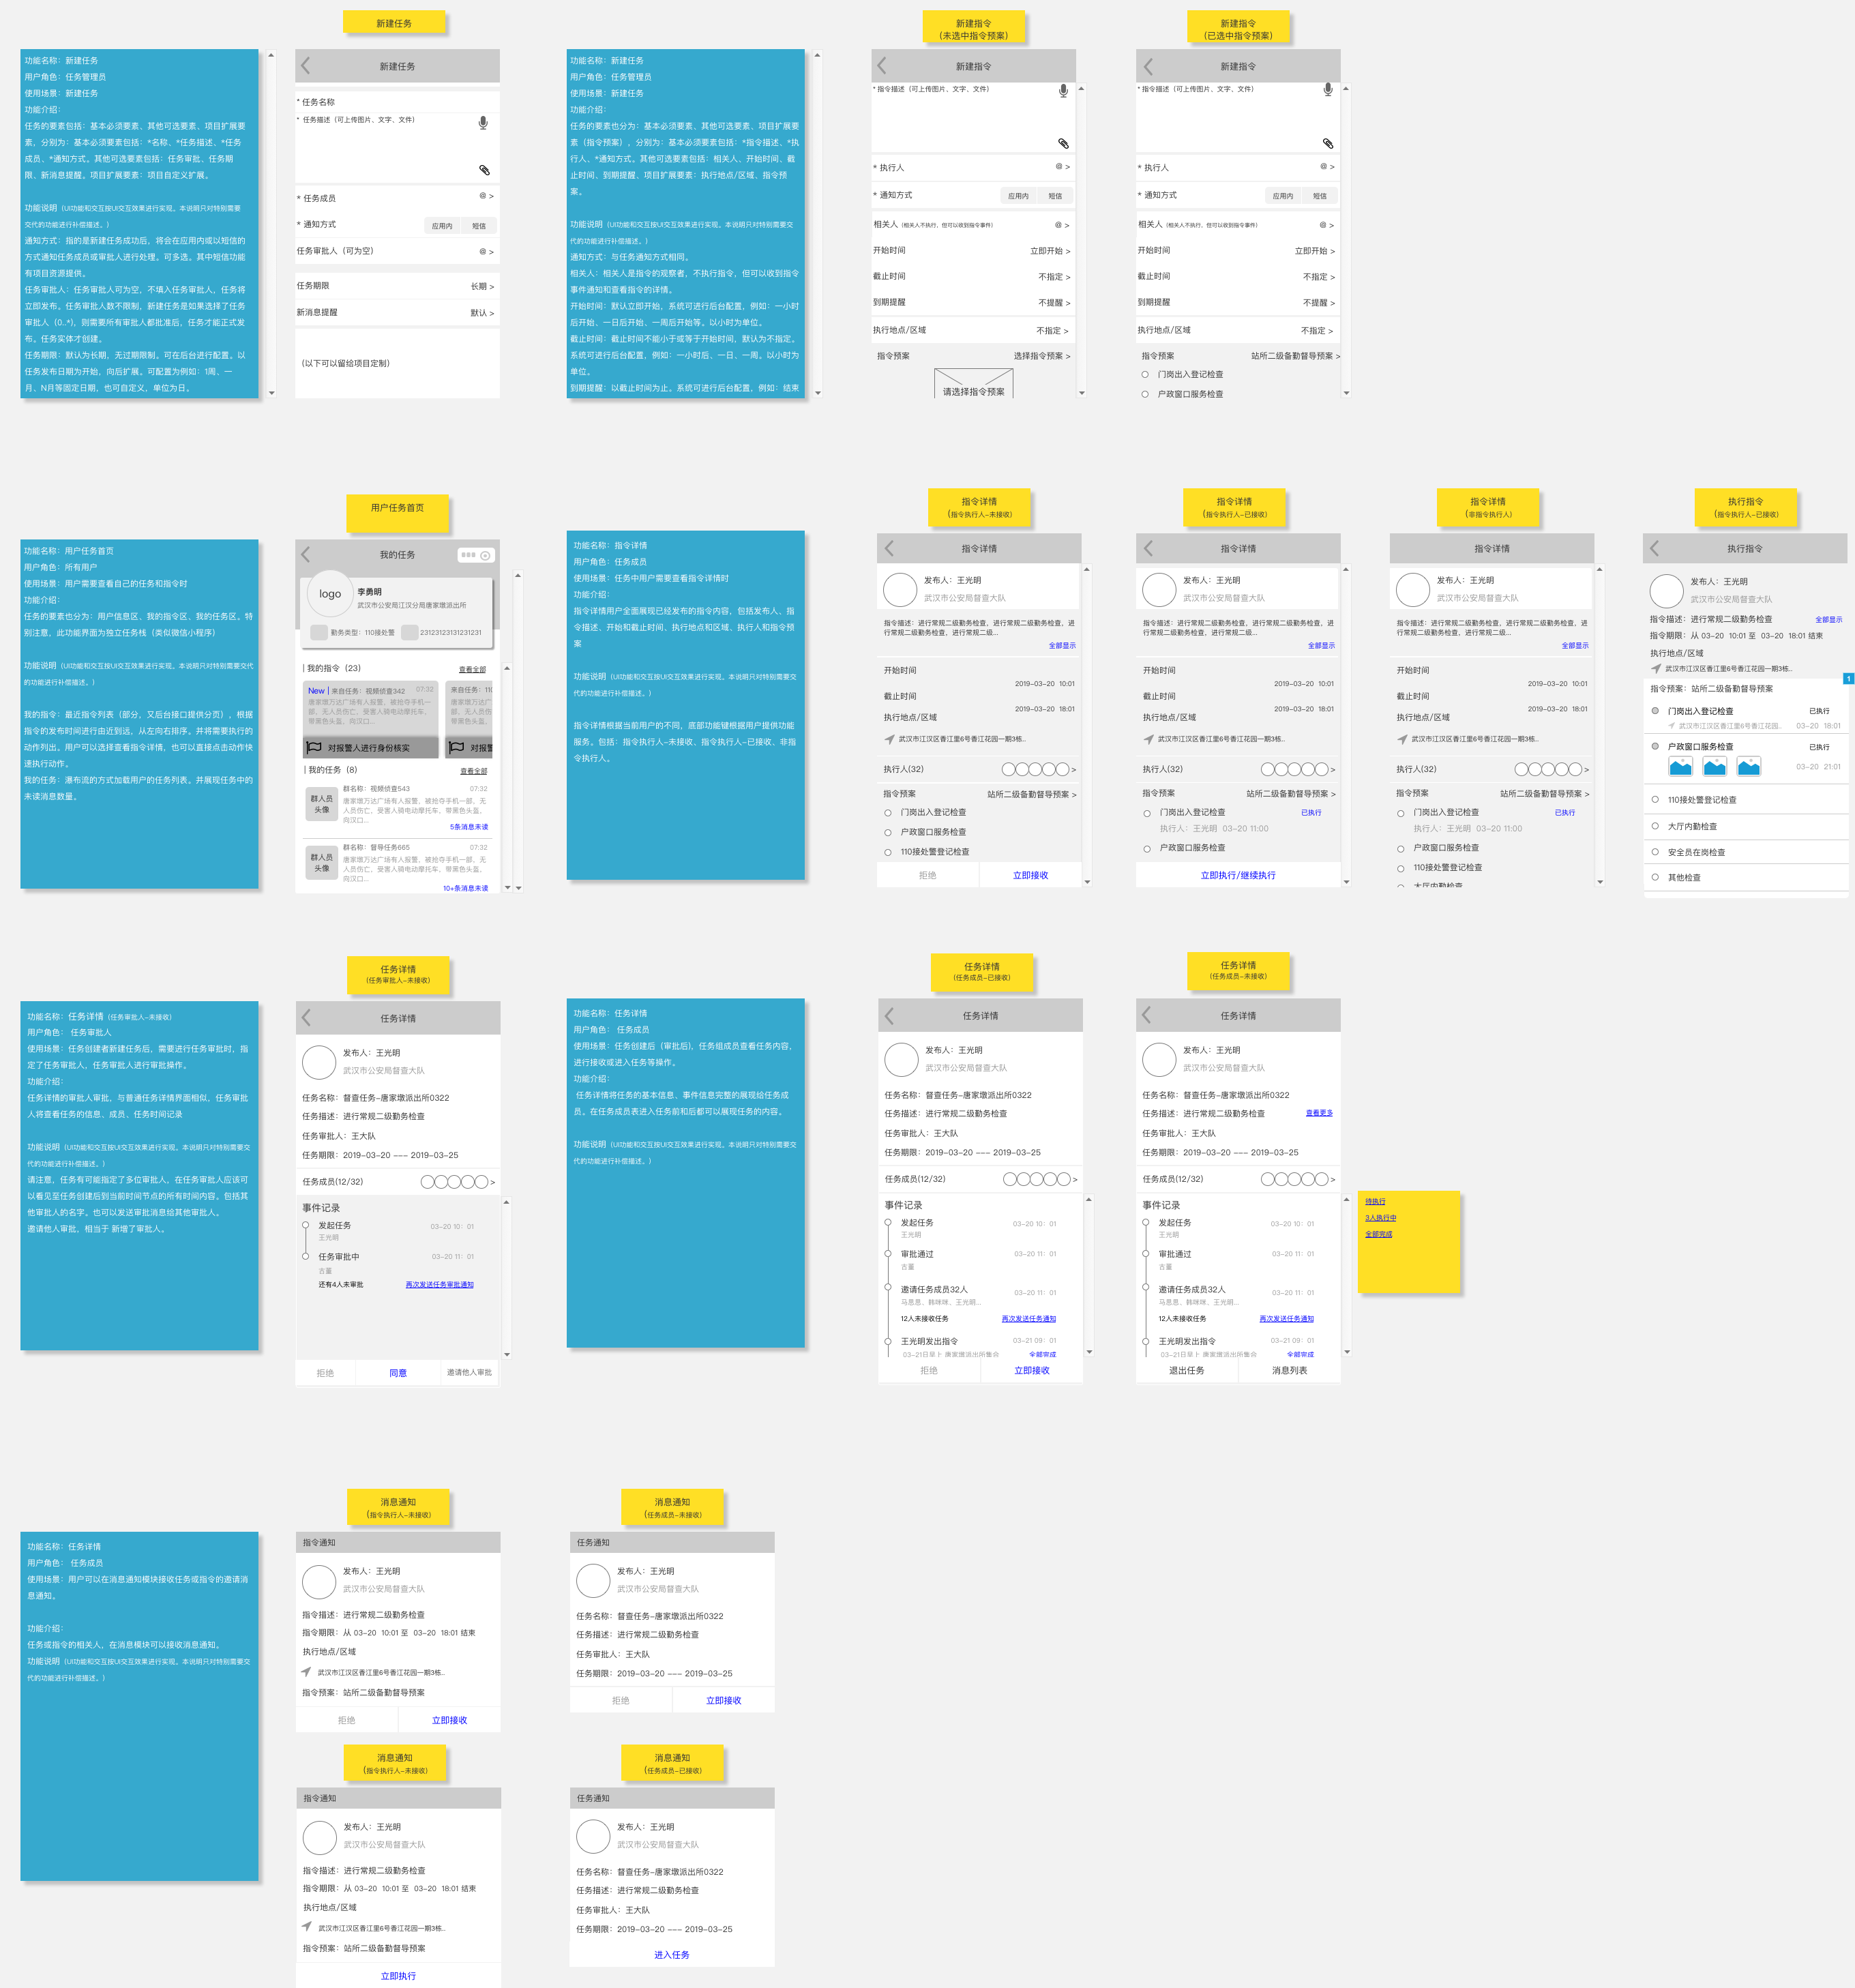 新建任务
功能名称：新建任务
用户角色：任务管理员
使用场景：新建任务
功能介绍：
任务的要素包括：基本必须要素、其他可选要素、项目扩展要
素，分别为：基本必须要素包括：*名称、*任务描述、*任务
成员、*通知方式。其他可选要素包括：任务审批、任务期
限、新消息提醒。项目扩展要素：项目自定义扩展。
功能说明（UI功能和交互按UI交互效果进行实现。本说明只对特别需要
交代的功能进行补偿描述。）
通知方式：指的是新建任务成功后，将会在应用内或以短信的
方式通知任务成员或审批人进行处理。可多选。其中短信功能
有项目资源提供。
任务审批人：任务审批人可为空，不填入任务审批人，任务将
立即发布。任务审批人数不限制，新建任务是如果选择了任务
审批人（0..*)，则需要所有审批人都批准后，任务才能正式发
布。任务实体才创建。
任务期限：默认为长期，无过期限制。可在后台进行配置。以
任务发布日期为开始，向后扩展。可配置为例如：1周、一
月、N月等固定日期，也可自定义，单位为日。
新建任务
* 任务名称
* 任务描述（可上传图片、文字、文件）
* 任务成员
@ >
* 通知方式
应用内 短信
任务审批人（可为空）
@ >
任务期限
长期 >
新消息提醒
默认 >
（以下可以留给项目定制）
功能名称：新建任务
用户角色：任务管理员
使用场景：新建任务
功能介绍：
任务的要素也分为：基本必须要素、其他可选要素、项目扩展要
素（指令预案），分别为：基本必须要素包括：*指令描述、*执
行人、*通知方式。其他可选要素包括：相关人、开始时间、截
止时间、到期提醒、项目扩展要素：执行地点/区域、指令预
案。
功能说明（UI功能和交互按UI交互效果进行实现。本说明只对特别需要交
代的功能进行补偿描述。）
通知方式：与任务通知方式相同。
相关人：相关人是指令的观察者，不执行指令，但可以收到指令
事件通知和查看指令的详情。
开始时间：默认立即开始，系统可进行后台配置，例如：一小时
后开始、一日后开始、一周后开始等。以小时为单位。
截止时间：截止时间不能小或等于开始时间，默认为不指定。
系统可进行后台配置，例如：一小时后、一日、一周。以小时为
单位。
到期提醒：以截止时间为止。系统可进行后台配置，例如：结束
新建指令
（未选中指令预案）
新建指令
* 指令描述（可上传图片、文字、文件）
* 执行人
@ >
* 通知方式
应用内 短信
相关人（相关人不执行，但可以收到指令事件）
@ >
开始时间
立即开始 >
截止时间
不指定 >
到期提醒
不提醒 >
执行地点/区域
不指定 >
指令预案
选择指令预案 >
请选择指令预案
新建指令
（已选中指令预案）
新建指令
* 指令描述（可上传图片、文字、文件）
* 执行人
@ >
* 通知方式
应用内 短信
相关人（相关人不执行，但可以收到指令事件）
@ >
开始时间
立即开始 >
截止时间
不指定 >
到期提醒
不提醒 >
执行地点/区域
不指定 >
指令预案
站所二级备勤督导预案 >
门岗出入登记检查
户政窗口服务检查
功能名称：用户任务首页
用户角色：所有用户
使用场景：用户需要查看自己的任务和指令时
功能介绍：
任务的要素也分为：用户信息区、我的指令区、我的任务区。特
别注意，此功能界面为独立任务栈（类似微信小程序）
功能说明（UI功能和交互按UI交互效果进行实现。本说明只对特别需要交代
的功能进行补偿描述。）
我的指令：最近指令列表（部分，又后台接口提供分页），根据
指令的发布时间进行由近到远，从左向右排序。并将需要执行的
动作列出。用户可以选择查看指令详情，也可以直接点击动作快
速执行动作。
我的任务：瀑布流的方式加载用户的任务列表。并展现任务中的
未读消息数量。
用户任务首页
我的任务
logo
李勇明
武汉市公安局江汉分局唐家墩派出所
勤务类型：110接处警 23123123131231231
| 我的指令（23）
查看全部
New | 来自任务：视频侦查342 07:32
唐家墩万达广场有人报警，被抢夺手机一
部，无人员伤亡，受害人骑电动摩托车、
带黑色头盔，向汉口...
对报警人进行身份核实
来自任务：110
唐家墩万达广
部，无人员伤
带黑色头盔
对报警
| 我的任务（8）
查看全部
群人员
头像
群名称：视频侦查543 07:32
唐家墩万达广场有人报警，被抢夺手机一部，无
人员伤亡，受害人骑电动摩托车、带黑色头盔，
向汉口...
5条消息未读
群人员
头像
群名称：督导任务665 07:32
唐家墩万达广场有人报警，被抢夺手机一部，无
人员伤亡，受害人骑电动摩托车、带黑色头盔，
向汉口...
10+条消息未读
功能名称：指令详情
用户角色：任务成员
使用场景：任务中用户需要查看指令详情时
功能介绍：
指令详情用户全面展现已经发布的指令内容，包括发布人、指
令描述、开始和截止时间、执行地点和区域、执行人和指令预
案
功能说明（UI功能和交互按UI交互效果进行实现。本说明只对特别需要交
代的功能进行补偿描述。）
指令详情根据当前用户的不同，底部功能键根据用户提供功能
服务。包括：指令执行人-未接收、指令执行人-已接收、非指
令执行人。
指令详情
（指令执行人-未接收）
指令详情
发布人：王光明
武汉市公安局督查大队
指令描述：进行常规二级勤务检查，进行常规二级勤务检查，进
行常规二级勤务检查，进行常规二级...
全部显示
开始时间
2019-03-20 10:01
截止时间
2019-03-20 18:01
执行地点/区域
武汉市江汉区香江里6号香江花园一期3栋..
执行人(32)
>
指令预案
站所二级备勤督导预案 >
门岗出入登记检查
户政窗口服务检查
110接处警登记检查
拒绝 立即接收
指令详情
（指令执行人-已接收）
指令详情
发布人：王光明
武汉市公安局督查大队
指令描述：进行常规二级勤务检查，进行常规二级勤务检查，进
行常规二级勤务检查，进行常规二级...
全部显示
开始时间
2019-03-20 10:01
截止时间
2019-03-20 18:01
执行地点/区域
武汉市江汉区香江里6号香江花园一期3栋..
执行人(32)
>
指令预案
站所二级备勤督导预案 >
门岗出入登记检查 已执行
执行人：王光明 03-20 11:00
户政窗口服务检查
立即执行/继续执行
指令详情
（非指令执行人）
指令详情
发布人：王光明
武汉市公安局督查大队
指令描述：进行常规二级勤务检查，进行常规二级勤务检查，进
行常规二级勤务检查，进行常规二级...
全部显示
开始时间
2019-03-20 10:01
截止时间
2019-03-20 18:01
执行地点/区域
武汉市江汉区香江里6号香江花园一期3栋..
执行人(32)
>
指令预案
站所二级备勤督导预案 >
门岗出入登记检查 已执行
执行人：王光明 03-20 11:00
户政窗口服务检查
110接处警登记检查
大厅内勤检查
执行指令
（指令执行人-已接收）
执行指令
发布人：王光明
武汉市公安局督查大队
指令描述：进行常规二级勤务检查 全部显示
指令期限：从 03-20 10:01 至 03-20 18:01 结束
执行地点/区域
武汉市江汉区香江里6号香江花园一期3栋..
1
指令预案：站所二级备勤督导预案
门岗出入登记检查 已执行
武汉市江汉区香江里6号香江花园.. 03-20 18:01
户政窗口服务检查 已执行
03-20 21:01
110接处警登记检查
大厅内勤检查
安全员在岗检查
其他检查
功能名称：任务详情（任务审批人-未接收）
用户角色： 任务审批人
使用场景：任务创建者新建任务后，需要进行任务审批时，指
定了任务审批人，任务审批人进行审批操作。
功能介绍：
任务详情的审批人审批，与普通任务详情界面相似，任务审批
人将查看任务的信息、成员、任务时间记录
功能说明（UI功能和交互按UI交互效果进行实现。本说明只对特别需要交
代的功能进行补偿描述。）
请注意，任务有可能指定了多位审批人，在任务审批人应该可
以看见至任务创建后到当前时间节点的所有时间内容。包括其
他审批人的名字。也可以发送审批消息给其他审批人。
邀请他人审批，相当于 新增了审批人。
任务详情
（任务审批人-未接收）
任务详情
发布人：王光明
武汉市公安局督查大队
任务名称：督查任务-唐家墩派出所0322
任务描述：进行常规二级勤务检查
任务审批人：王大队
任务期限：2019-03-20 --- 2019-03-25
任务成员(12/32)
>
事件记录
发起任务 03-20 10：01
王光明
任务审批中 03-20 11：01
古董
还有4人未审批 再次发送任务审批通知
拒绝 同意 邀请他人审批
功能名称：任务详情
用户角色： 任务成员
使用场景：任务创建后（审批后)，任务组成员查看任务内容，
进行接收或进入任务等操作。
功能介绍：
任务详情将任务的基本信息、事件信息完整的展现给任务成
员。在任务成员表进入任务前和后都可以展现任务的内容。
功能说明（UI功能和交互按UI交互效果进行实现。本说明只对特别需要交
代的功能进行补偿描述。）
任务详情
（任务成员-已接收）
任务详情
发布人：王光明
武汉市公安局督查大队
任务名称：督查任务-唐家墩派出所0322
任务描述：进行常规二级勤务检查
任务审批人：王大队
任务期限：2019-03-20 --- 2019-03-25
任务成员(12/32)
>
事件记录
发起任务 03-20 10：01
王光明
审批通过 03-20 11：01
古董
邀请任务成员32人 03-20 11：01
马息息、韩咪咪、王光明...
12人未接收任务 再次发送任务通知
王光明发出指令 03-21 09：01
03-21日早上 唐家墩派出所集合 全部完成
拒绝 立即接收
任务详情
（任务成员-未接收）
任务详情
发布人：王光明
武汉市公安局督查大队
任务名称：督查任务-唐家墩派出所0322
任务描述：进行常规二级勤务检查 查看更多
任务审批人：王大队
任务期限：2019-03-20 --- 2019-03-25
任务成员(12/32)
>
事件记录
发起任务 03-20 10：01
王光明
审批通过 03-20 11：01
古董
邀请任务成员32人 03-20 11：01
马息息、韩咪咪、王光明...
12人未接收任务 再次发送任务通知
王光明发出指令 03-21 09：01
03-21日早上 唐家墩派出所集合 全部完成
退出任务 消息列表
待执行
3人执行中
全部完成
功能名称：任务详情
用户角色： 任务成员
使用场景：用户可以在消息通知模块接收任务或指令的邀请消
息通知。
功能介绍：
任务或指令的相关人，在消息模块可以接收消息通知。
功能说明（UI功能和交互按UI交互效果进行实现。本说明只对特别需要交
代的功能进行补偿描述。）
消息通知
（指令执行人-未接收）
指令通知
发布人：王光明
武汉市公安局督查大队
指令描述：进行常规二级勤务检查
指令期限：从 03-20 10:01 至 03-20 18:01 结束
执行地点/区域
武汉市江汉区香江里6号香江花园一期3栋..
指令预案：站所二级备勤督导预案
拒绝 立即接收
消息通知
（任务成员-未接收）
任务通知
发布人：王光明
武汉市公安局督查大队
任务名称：督查任务-唐家墩派出所0322
任务描述：进行常规二级勤务检查
任务审批人：王大队
任务期限：2019-03-20 --- 2019-03-25
拒绝 立即接收
消息通知
（指令执行人-未接收）
指令通知
发布人：王光明
武汉市公安局督查大队
指令描述：进行常规二级勤务检查
指令期限：从 03-20 10:01 至 03-20 18:01 结束
执行地点/区域
武汉市江汉区香江里6号香江花园一期3栋..
指令预案：站所二级备勤督导预案
立即执行
消息通知
（任务成员-已接收）
任务通知
发布人：王光明
武汉市公安局督查大队
任务名称：督查任务-唐家墩派出所0322
任务描述：进行常规二级勤务检查
任务审批人：王大队
任务期限：2019-03-20 --- 2019-03-25
进入任务